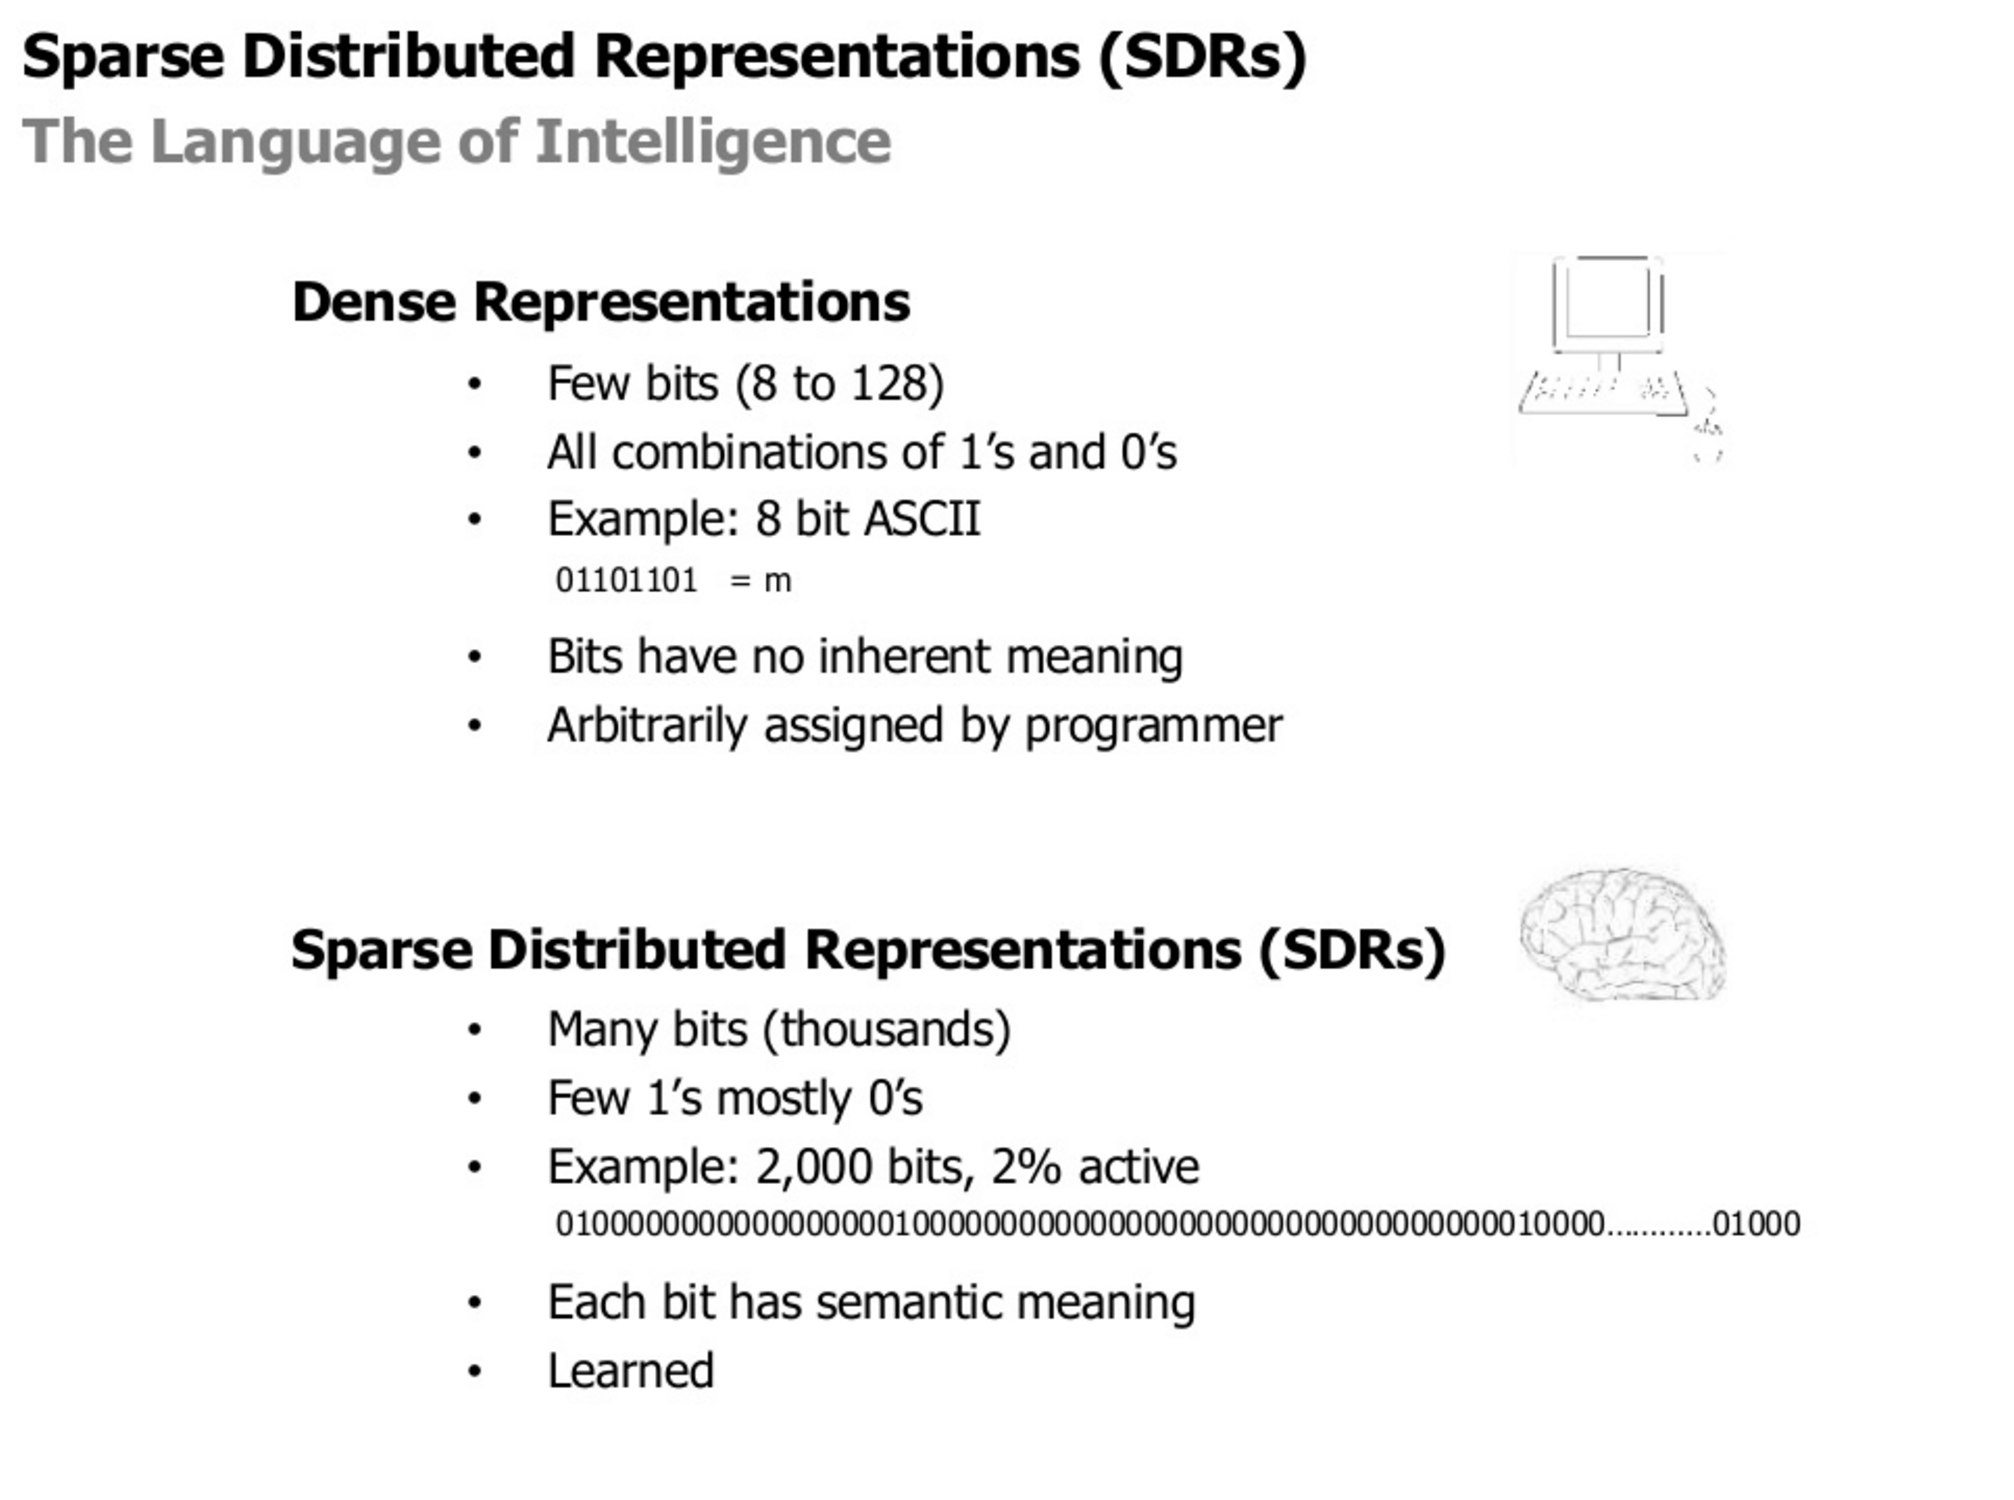 Sparse Distributed Representations (SDRs)
The Language of Intelligence
Dense Representations
• Few bits (8 to 128)
• All combinations of 1’s and 0’s
• Example: 8 bit ASCII
01101101 = m
• Bits have no inherent meaning
• Arbitrarily assigned by programmer
Sparse Distributed Representations (SDRs)
• Many bits (thousands)
• Few 1’s mostly 0’s
• Example: 2,000 bits, 2% active
01000000000000000001000000000000000000000000000000000010000…………01000
• Each bit has semantic meaning
• Learned